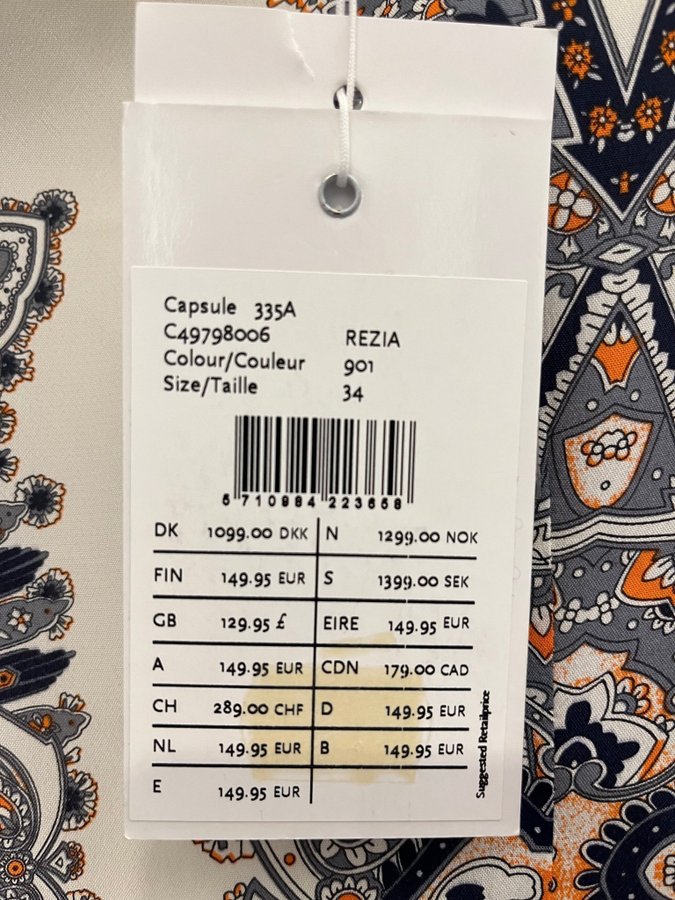 Capsule 335A
C49798006 REZIA
Colour/Couleur 901
Size/Taille 34
5 710984 223658
DK 1099.00 DKK N 1299.00 NOK
FIN 149.95 EUR S 1399.00 SEK
GB 129.95 £ EIRE 149.95 EUR
A 149.95 EUR CDN 179.00 CAD
CH 289.00 CHF D 149.95 EUR
NL 149.95 EUR B 149.95 EUR
E 149.95 EUR
Suggested Retailprice